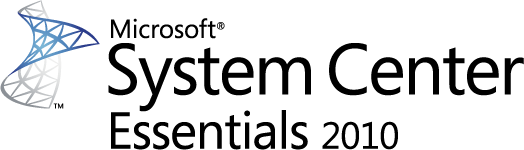 Microsoft®
System Center
™
Essentials 2010